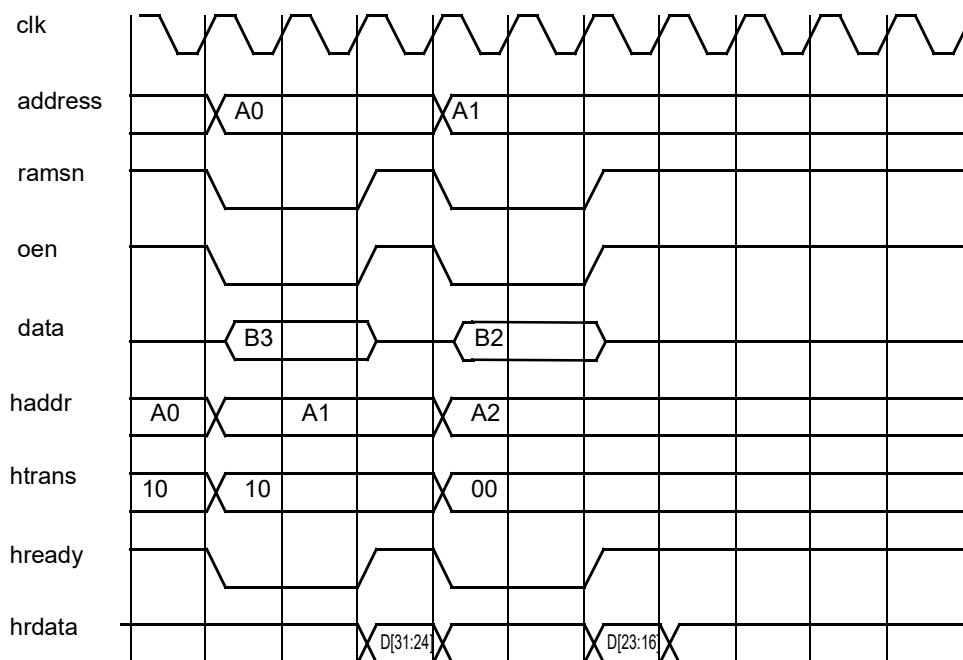 clk
address A0 A1
ramsn
oen
data B3 B2
haddr A0 A1 A2
htrans 10 10 00
hready
hrdata D[31:24] D[23:16]